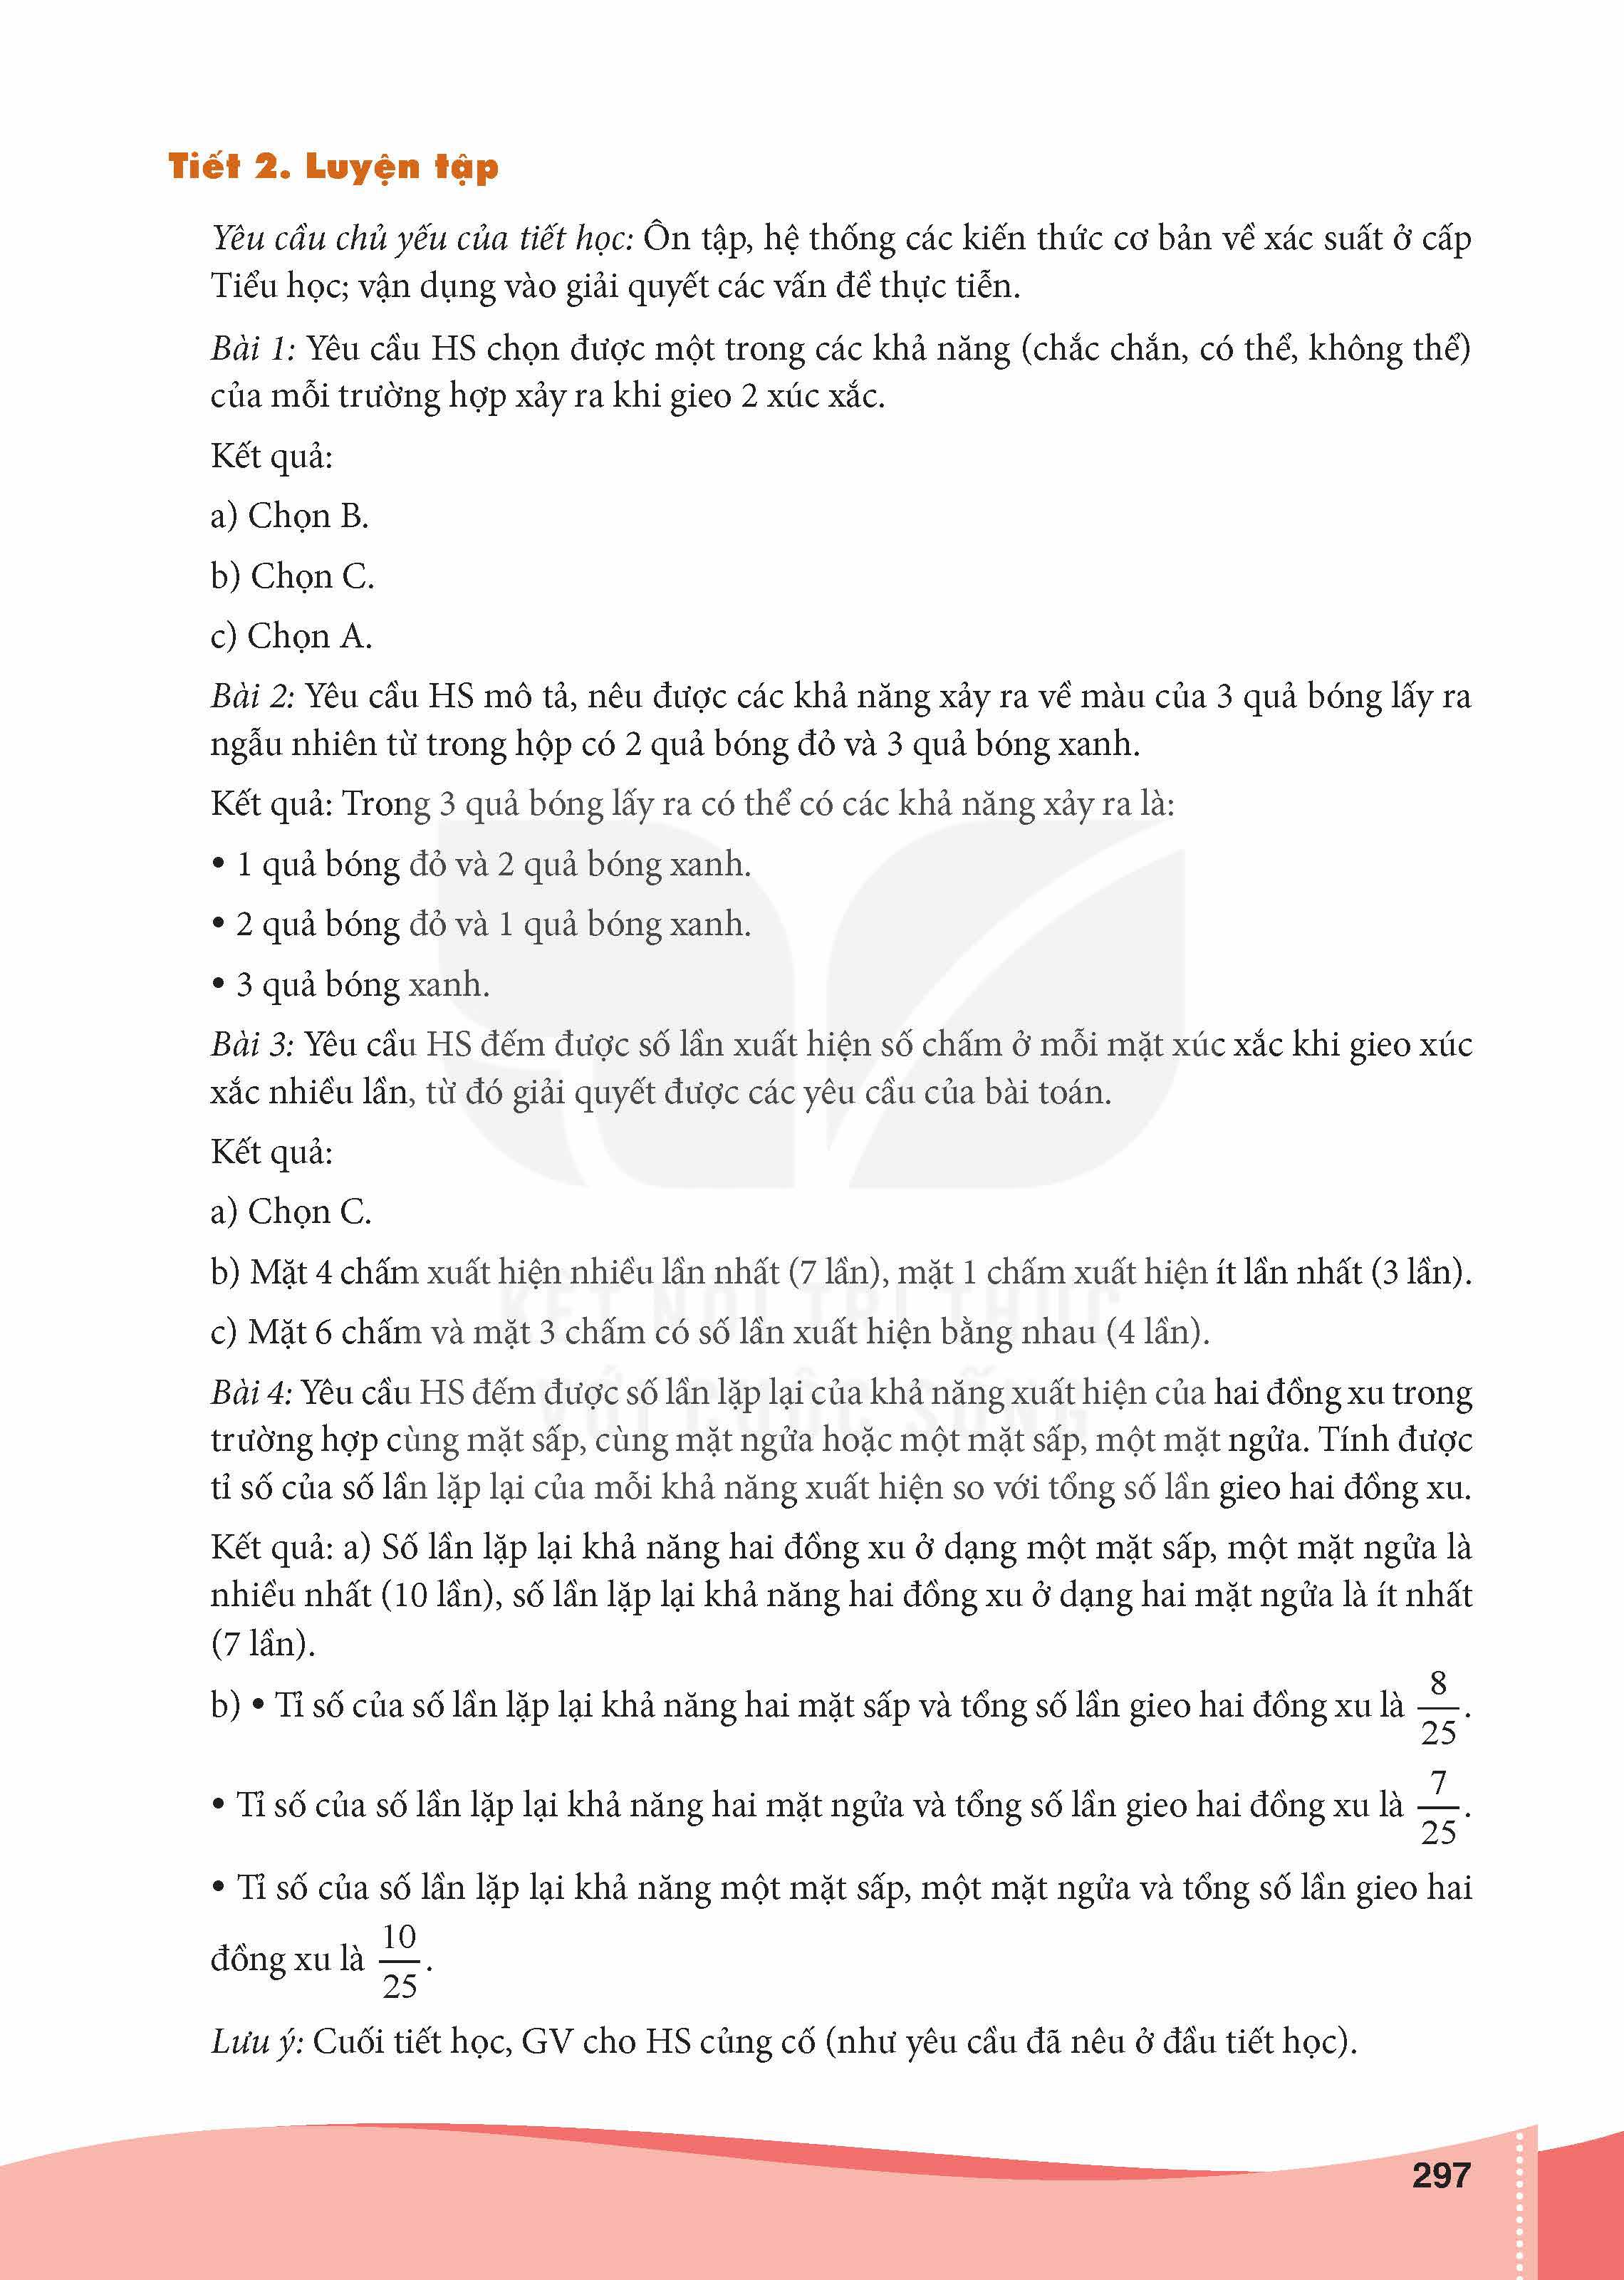 Tiết 2. Luyện tập
Yêu cầu chủ yếu của tiết học: Ôn tập, hệ thống các kiến thức cơ bản về xác suất ở cấp
Tiểu học; vận dụng vào giải quyết các vấn đề thực tiễn.
Bài 1: Yêu cầu HS chọn được một trong các khả năng (chắc chắn, có thể, không thể)
của mỗi trường hợp xảy ra khi gieo 2 xúc xắc.
Kết quả:
a) Chọn B.
b) Chọn C.
c) Chọn A.
Bài 2: Yêu cầu HS mô tả, nêu được các khả năng xảy ra về màu của 3 quả bóng lấy ra
ngẫu nhiên từ trong hộp có 2 quả bóng đỏ và 3 quả bóng xanh.
Kết quả: Trong 3 quả bóng lấy ra có thể có các khả năng xảy ra là:
• 1 quả bóng đỏ và 2 quả bóng xanh.
• 2 quả bóng đỏ và 1 quả bóng xanh.
• 3 quả bóng xanh.
Bài 3: Yêu cầu HS đếm được số lần xuất hiện số chấm ở mỗi mặt xúc xắc khi gieo xúc
xắc nhiều lần, từ đó giải quyết được các yêu cầu của bài toán.
Kết quả:
a) Chọn C.
b) Mặt 4 chấm xuất hiện nhiều lần nhất (7 lần), mặt 1 chấm xuất hiện ít lần nhất (3 lần).
KẾT NỐI TRI THỨC
c) Mặt 6 chấm và mặt 3 chấm có số lần xuất hiện bằng nhau (4 lần).
VỚI CUỘC SỐNG
Bài 4: Yêu cầu HS đếm được số lần lặp lại của khả năng xuất hiện của hai đồng xu trong
trường hợp cùng mặt sấp, cùng mặt ngửa hoặc một mặt sấp, một mặt ngửa. Tính được
tỉ số của số lần lặp lại của mỗi khả năng xuất hiện so với tổng số lần gieo hai đồng xu.
Kết quả: a) Số lần lặp lại khả năng hai đồng xu ở dạng một mặt sấp, một mặt ngửa là
nhiều nhất (10 lần), số lần lặp lại khả năng hai đồng xu ở dạng hai mặt ngửa là ít nhất
(7 lần).
b) • Tỉ số của số lần lặp lại khả năng hai mặt sấp và tổng số lần gieo hai đồng xu là 8/25.
• Tỉ số của số lần lặp lại khả năng hai mặt ngửa và tổng số lần gieo hai đồng xu là 7/25.
• Tỉ số của số lần lặp lại khả năng một mặt sấp, một mặt ngửa và tổng số lần gieo hai
đồng xu là 10/25.
Lưu ý: Cuối tiết học, GV cho HS củng cố (như yêu cầu đã nêu ở đầu tiết học).
297